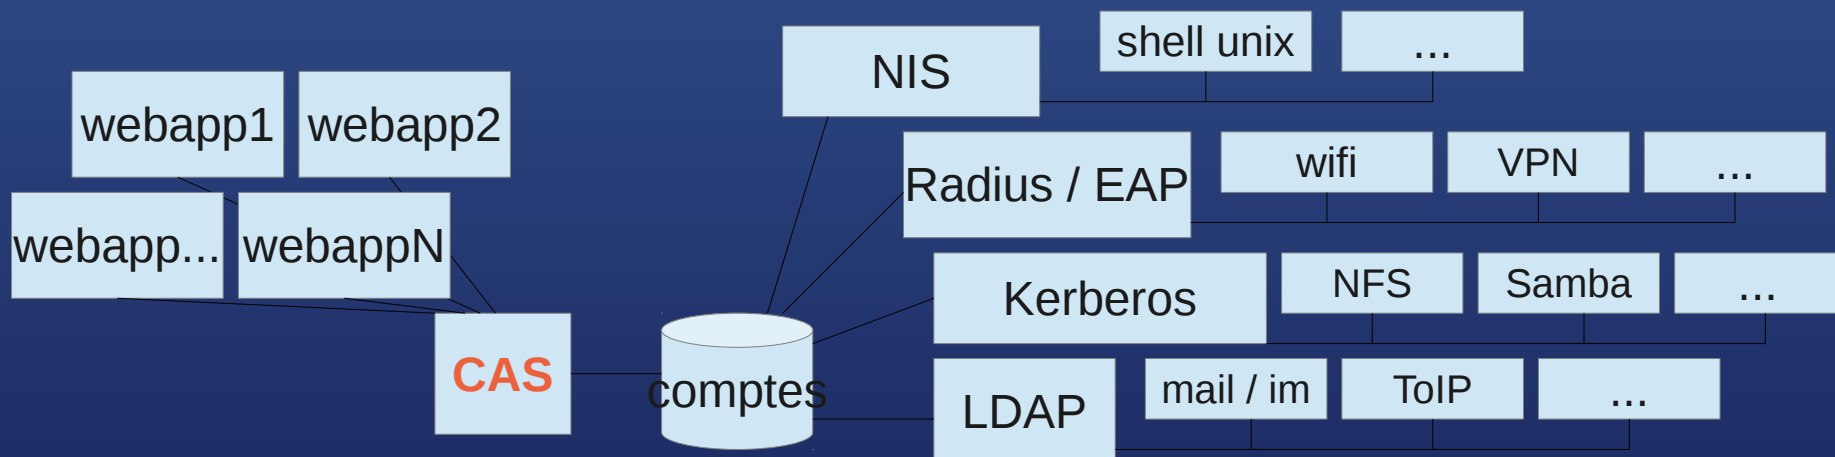 NIS
shell unix
...
webapp1
webapp2
Radius / EAP
wifi
VPN
...
webapp...
webappN
Kerberos
NFS
Samba
...
CAS
comptes
LDAP
mail / im
ToIP
...